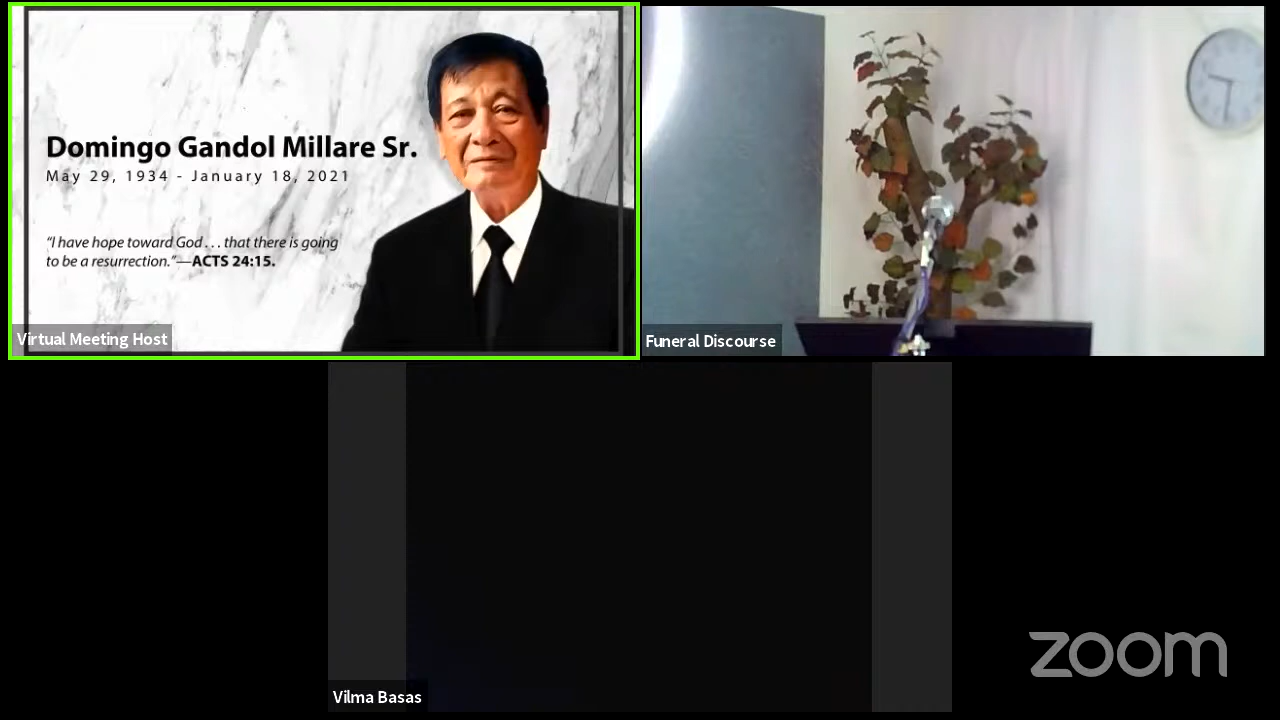 Domingo Gandol Millare Sr.
May 29, 1934 - January 18, 2021
“I have hope toward God . . . that there is going
to be a resurrection.”—ACTS 24:15.
Virtual Meeting Host
Funeral Discourse
Vilma Basas
zoom